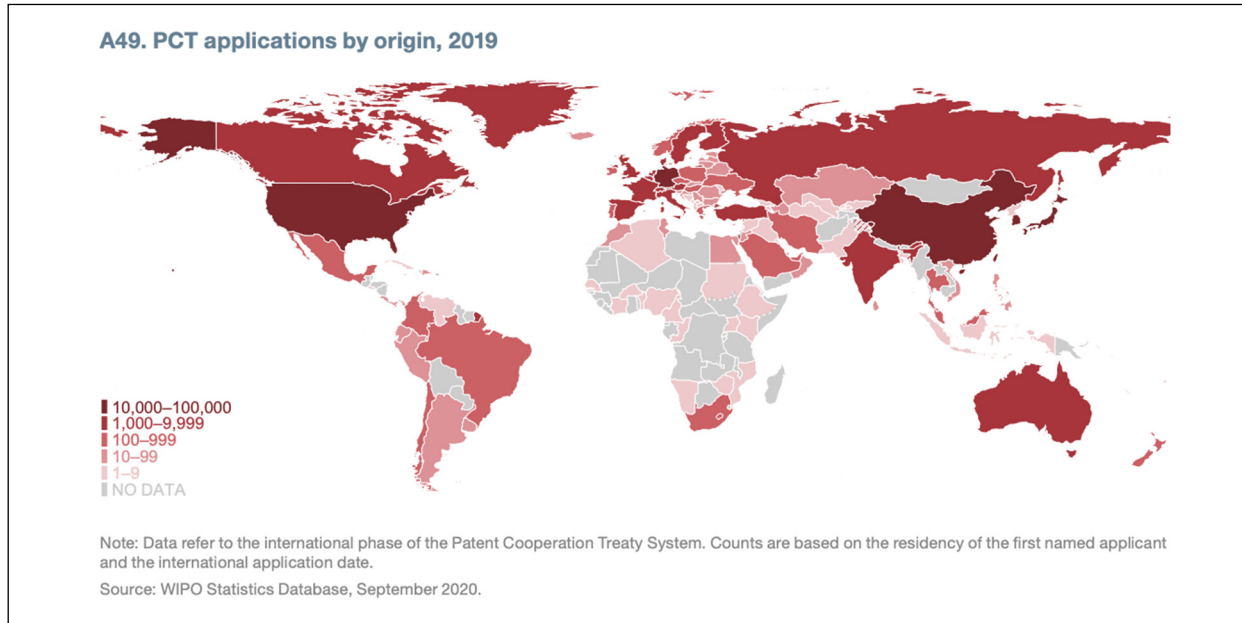 A49. PCT applications by origin, 2019
10,000–100,000
1,000–9,999
100–999
10–99
1–9
NO DATA
Note: Data refer to the international phase of the Patent Cooperation Treaty System. Counts are based on the residency of the first named applicant
and the international application date.
Source: WIPO Statistics Database, September 2020.